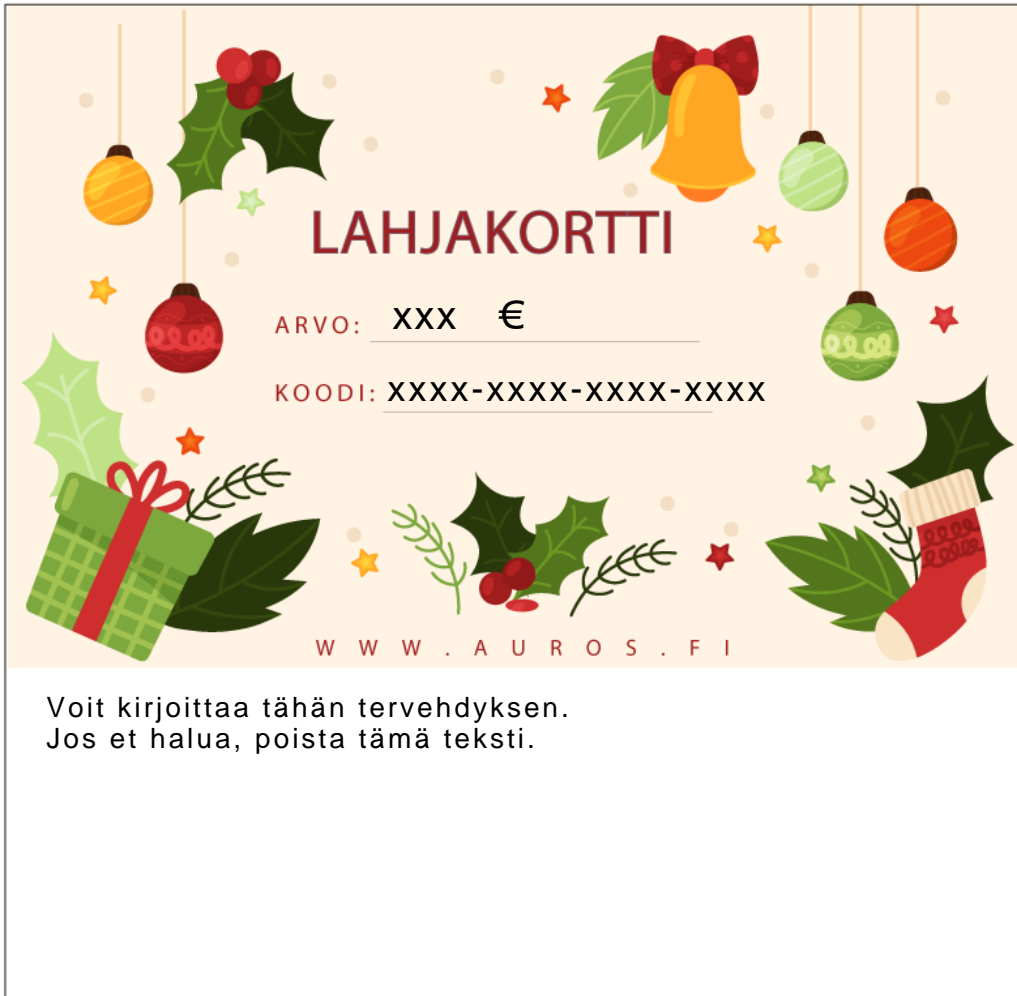 LAHJAKORTTI
ARVO: xxx €
KOODI: xxxx-xxxx-xxxx-xxxx
WWW.AUROS.FI
Voit kirjoittaa tähän tervehdyksen.
Jos et halua, poista tämä teksti.